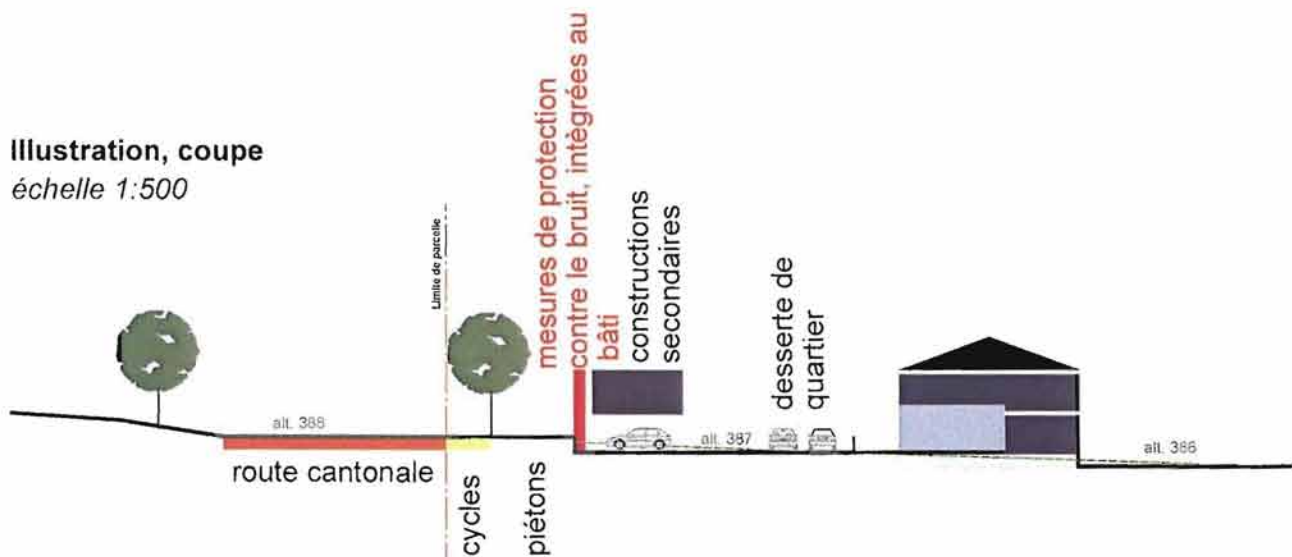 Illustration, coupe
échelle 1:500
Limite de parcelle
mesures de protection
contre le bruit, intégrées au
bâti
constructions
secondaires
desserte de
quartier
alt. 388
alt. 387
alt. 386
route cantonale
cycles
piétons